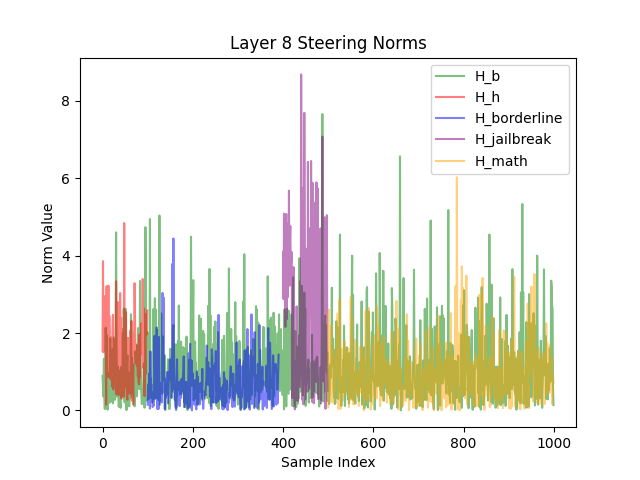 Layer 8 Steering Norms
H_b
H_h
H_borderline
H_jailbreak
H_math
Norm Value
8
6
4
2
0
0 200 400 600 800 1000
Sample Index